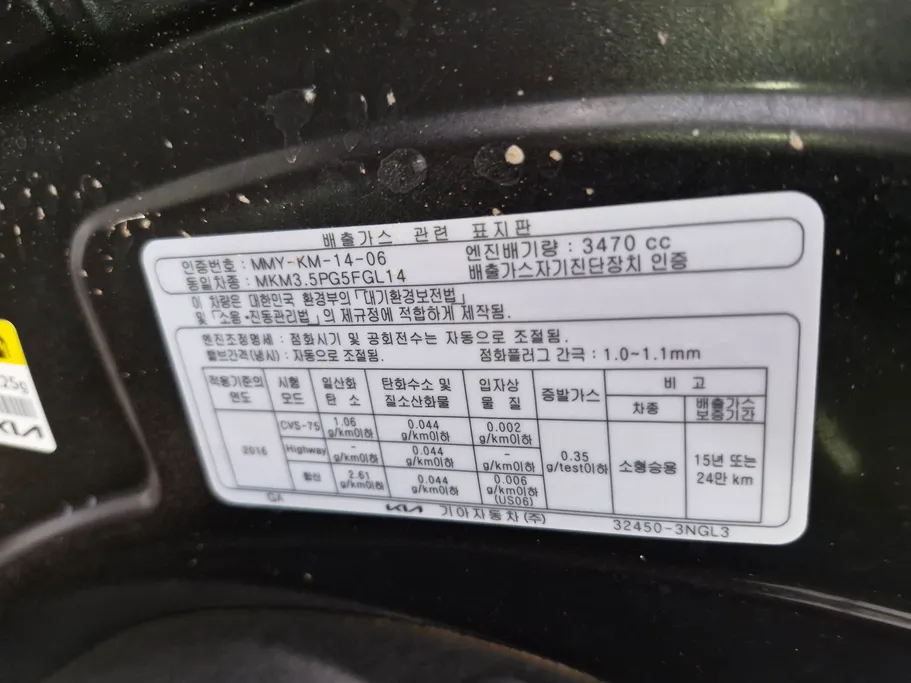 배출가스 관련 표지판
인증번호 : MMY-KM-14-06
엔진배기량 : 3470 cc
동일차종 : MKM3.5PG5FGL14
배출가스자기진단장치 인증
이 차량은 대한민국 환경부의 「대기환경보전법」
및 「소음·진동관리법」의 제규정에 적합하게 제작됨.
엔진조정명세 : 점화시기 및 공회전수는 자동으로 조절됨.
밸브간격(냉시) : 자동으로 조절됨.
점화플러그 간극 : 1.0~1.1mm
적용기준의 연도 시험 모드 일산화 탄소 탄화수소 및 질소산화물 입자상 물질 증발가스 비고
차종 배출가스 보증기간
2016 CVS-75 1.06 g/km이하 0.044 g/km이하 0.002 g/km이하 0.35 g/test이하 소형승용 15년 또는 24만 km
Highway - g/km이하 0.044 g/km이하 - g/km이하
합산 2.61 g/km이하 0.044 g/km이하 0.006 g/km이하 (US06)
GA
KIA 기아자동차(주)
32450-3NGL3
25g
KIA